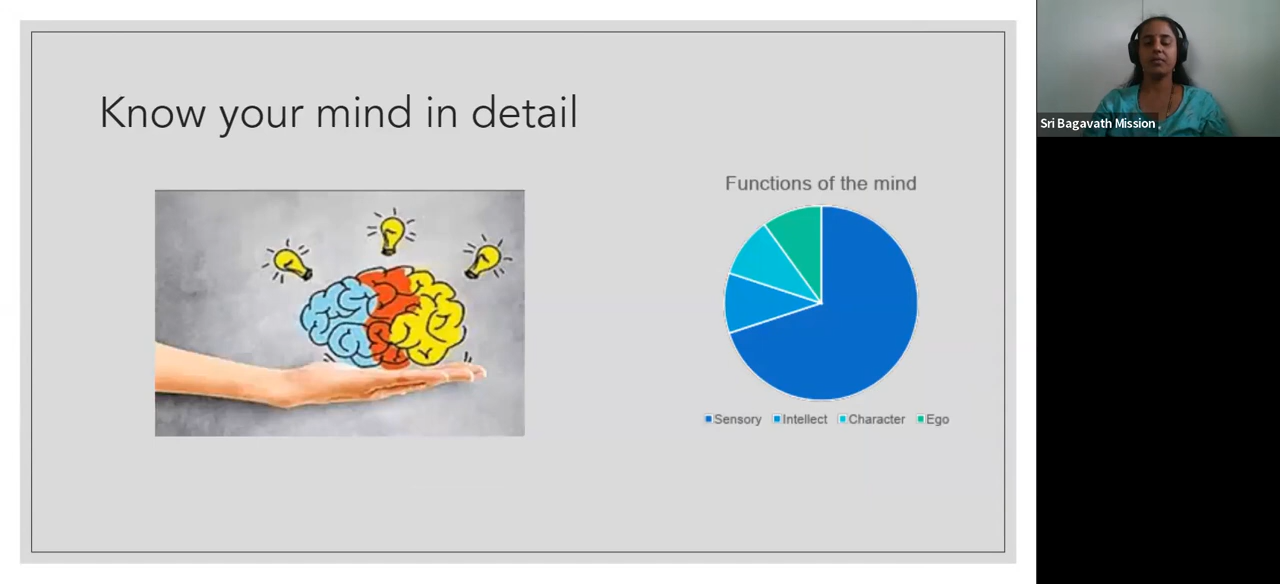 Know your mind in detail
Functions of the mind
Sensory Intellect Character Ego
Sri Bagavath Mission